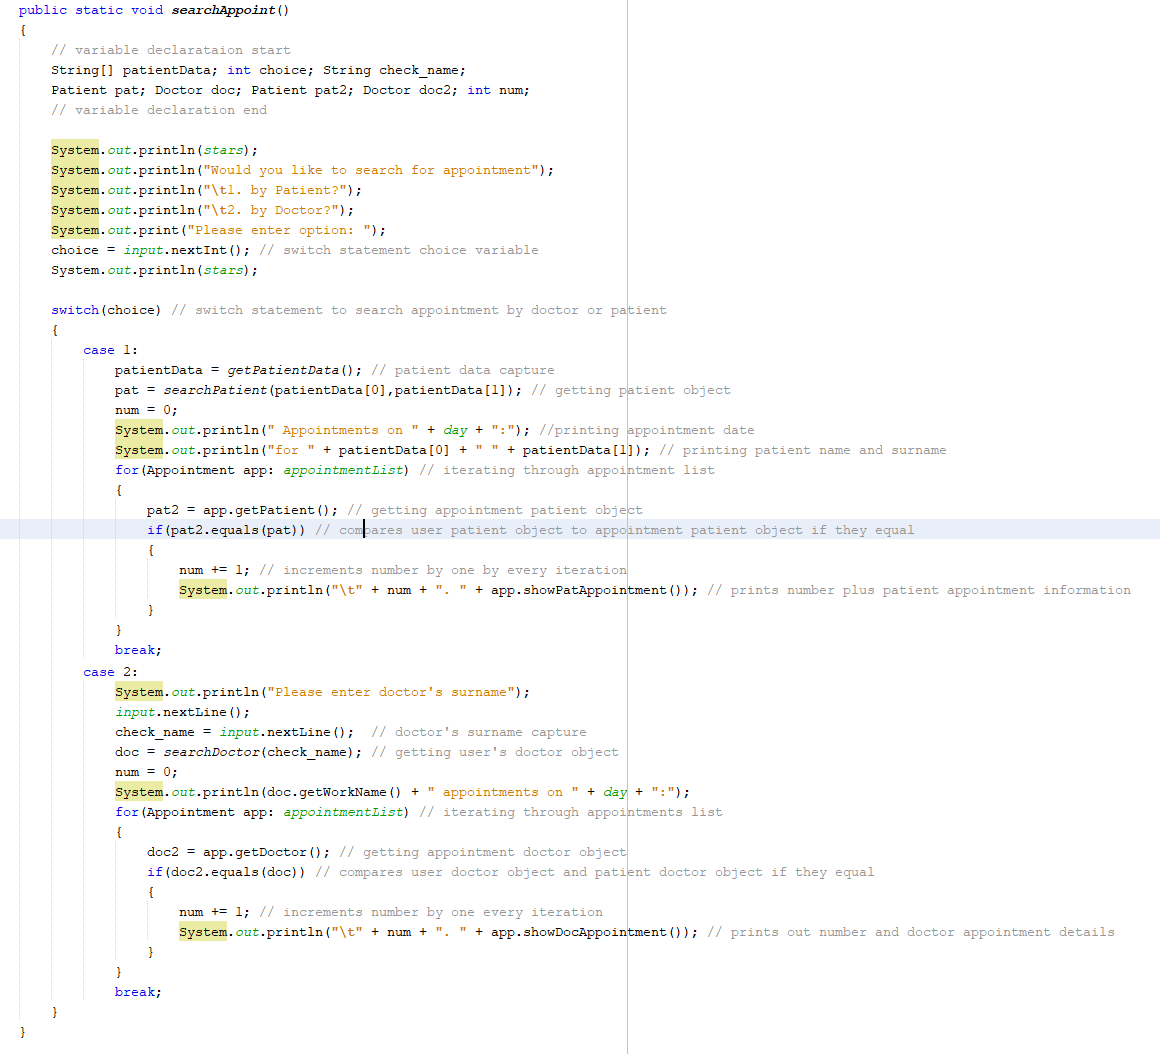 public static void searchAppoint()
{
// variable declarataion start
String[] patientData; int choice; String check_name;
Patient pat; Doctor doc; Patient pat2; Doctor doc2; int num;
// variable declaration end
System.out.println(stars);
System.out.println("Would you like to search for appointment");
System.out.println("\t1. by Patient?");
System.out.println("\t2. by Doctor?");
System.out.print("Please enter option: ");
choice = input.nextInt(); // switch statement choice variable
System.out.println(stars);
switch(choice) // switch statement to search appointment by doctor or patient
{
case 1:
patientData = getPatientData(); // patient data capture
pat = searchPatient(patientData[0],patientData[1]); // getting patient object
num = 0;
System.out.println(" Appointments on " + day + ":"); //printing appointment date
System.out.println("for " + patientData[0] + " " + patientData[1]); // printing patient name and surname
for(Appointment app: appointmentList) // iterating through appointment list
{
pat2 = app.getPatient(); // getting appointment patient object
if(pat2.equals(pat)) // compares user patient object to appointment patient object if they equal
{
num += 1; // increments number by one by every iteration
System.out.println("\t" + num + ". " + app.showPatAppointment()); // prints number plus patient appointment information
}
}
break;
case 2:
System.out.println("Please enter doctor's surname");
input.nextLine();
check_name = input.nextLine();  // doctor's surname capture
doc = searchDoctor(check_name); // getting user's doctor object
num = 0;
System.out.println(doc.getWorkName() + " appointments on " + day + ":");
for(Appointment app: appointmentList) // iterating through appointments list
{
doc2 = app.getDoctor(); // getting appointment doctor object
if(doc2.equals(doc)) // compares user doctor object and patient doctor object if they equal
{
num += 1; // increments number by one every iteration
System.out.println("\t" + num + ". " + app.showDocAppointment()); // prints out number and doctor appointment details
}
}
break;
}
}